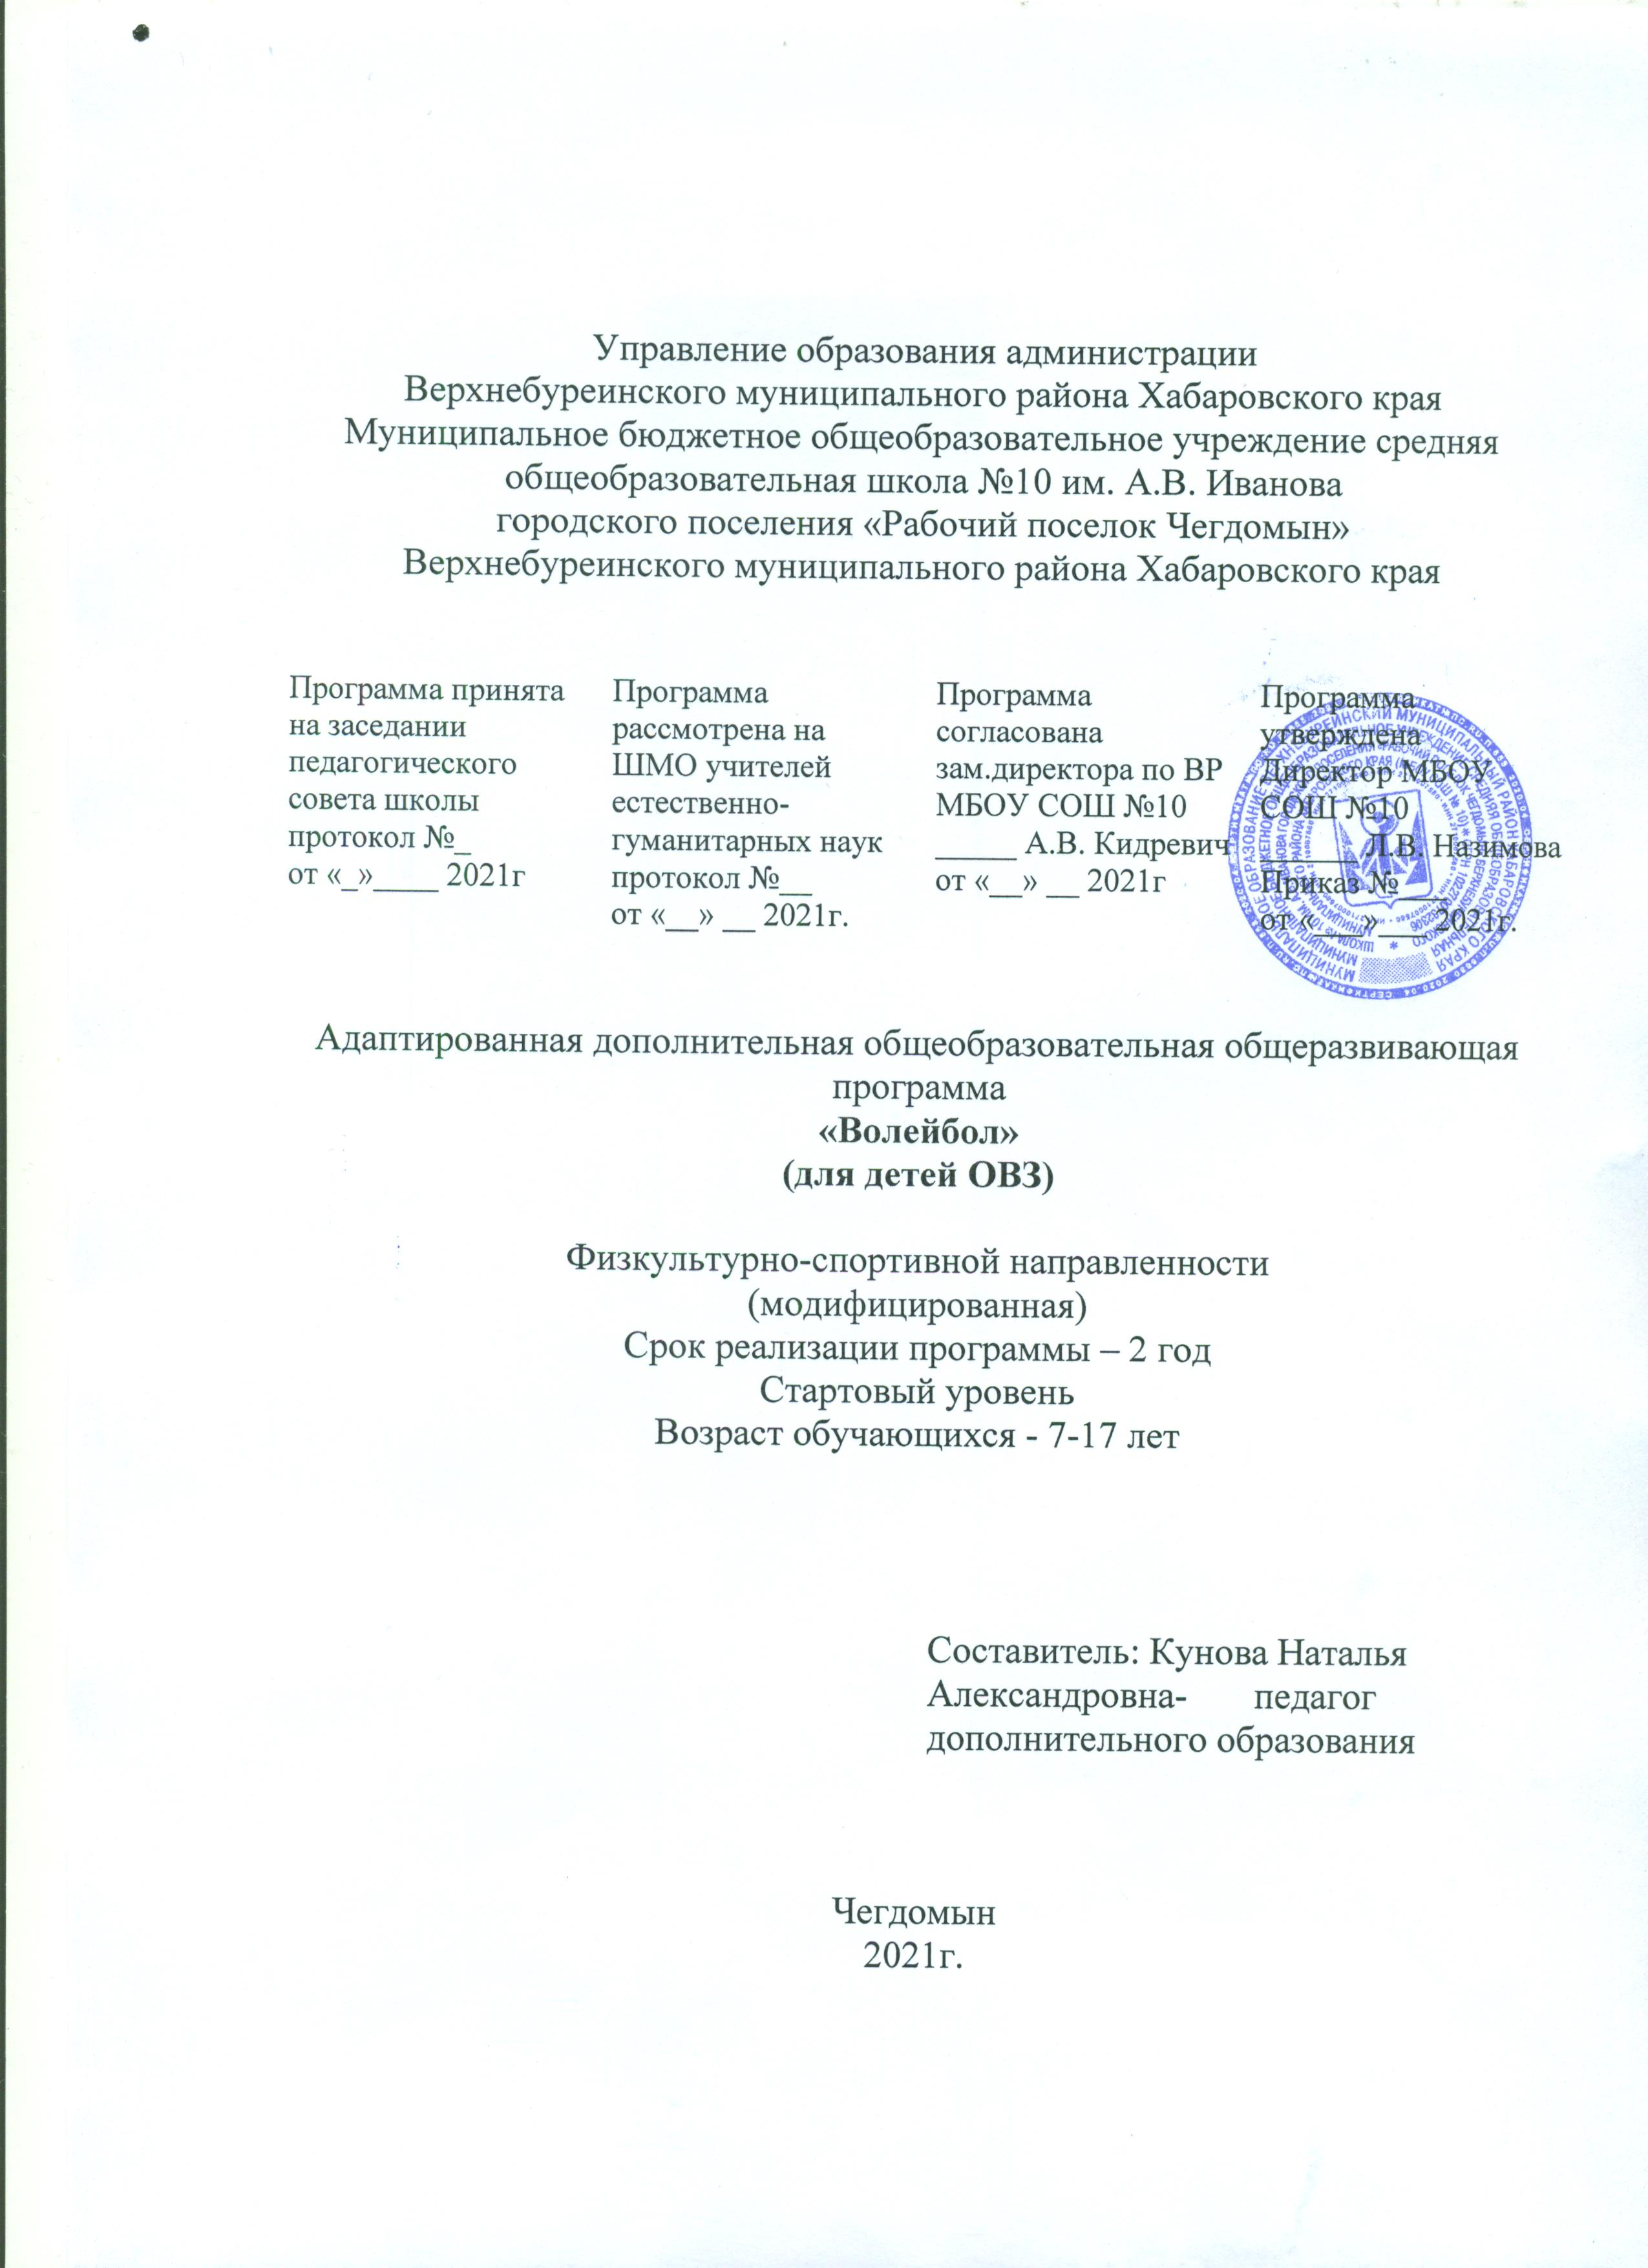 Управление образования администрации
Верхнебуреинского муниципального района Хабаровского края
Муниципальное бюджетное общеобразовательное учреждение средняя
общеобразовательная школа №10 им. А.В. Иванова
городского поселения «Рабочий поселок Чегдомын»
Верхнебуреинского муниципального района Хабаровского края
Программа принята
на заседании
педагогического
совета школы
протокол №_
от «_»____ 2021г
Программа
рассмотрена на
ШМО учителей
естественно-
гуманитарных наук
протокол №__
от «__» __ 2021г.
Программа
согласована
зам.директора по ВР
МБОУ СОШ №10
_____ А.В. Кидревич
от «__» __ 2021г
Программа
утверждена
Директор МБОУ
СОШ №10
______ Л.В. Назимова
Приказ №___
от «___»____2021г.
Адаптированная дополнительная общеобразовательная общеразвивающая
программа
«Волейбол»
(для детей ОВЗ)
Физкультурно-спортивной направленности
(модифицированная)
Срок реализации программы – 2 год
Стартовый уровень
Возраст обучающихся - 7-17 лет
Составитель: Кунова Наталья
Александровна- педагог
дополнительного образования
Чегдомын
2021г.